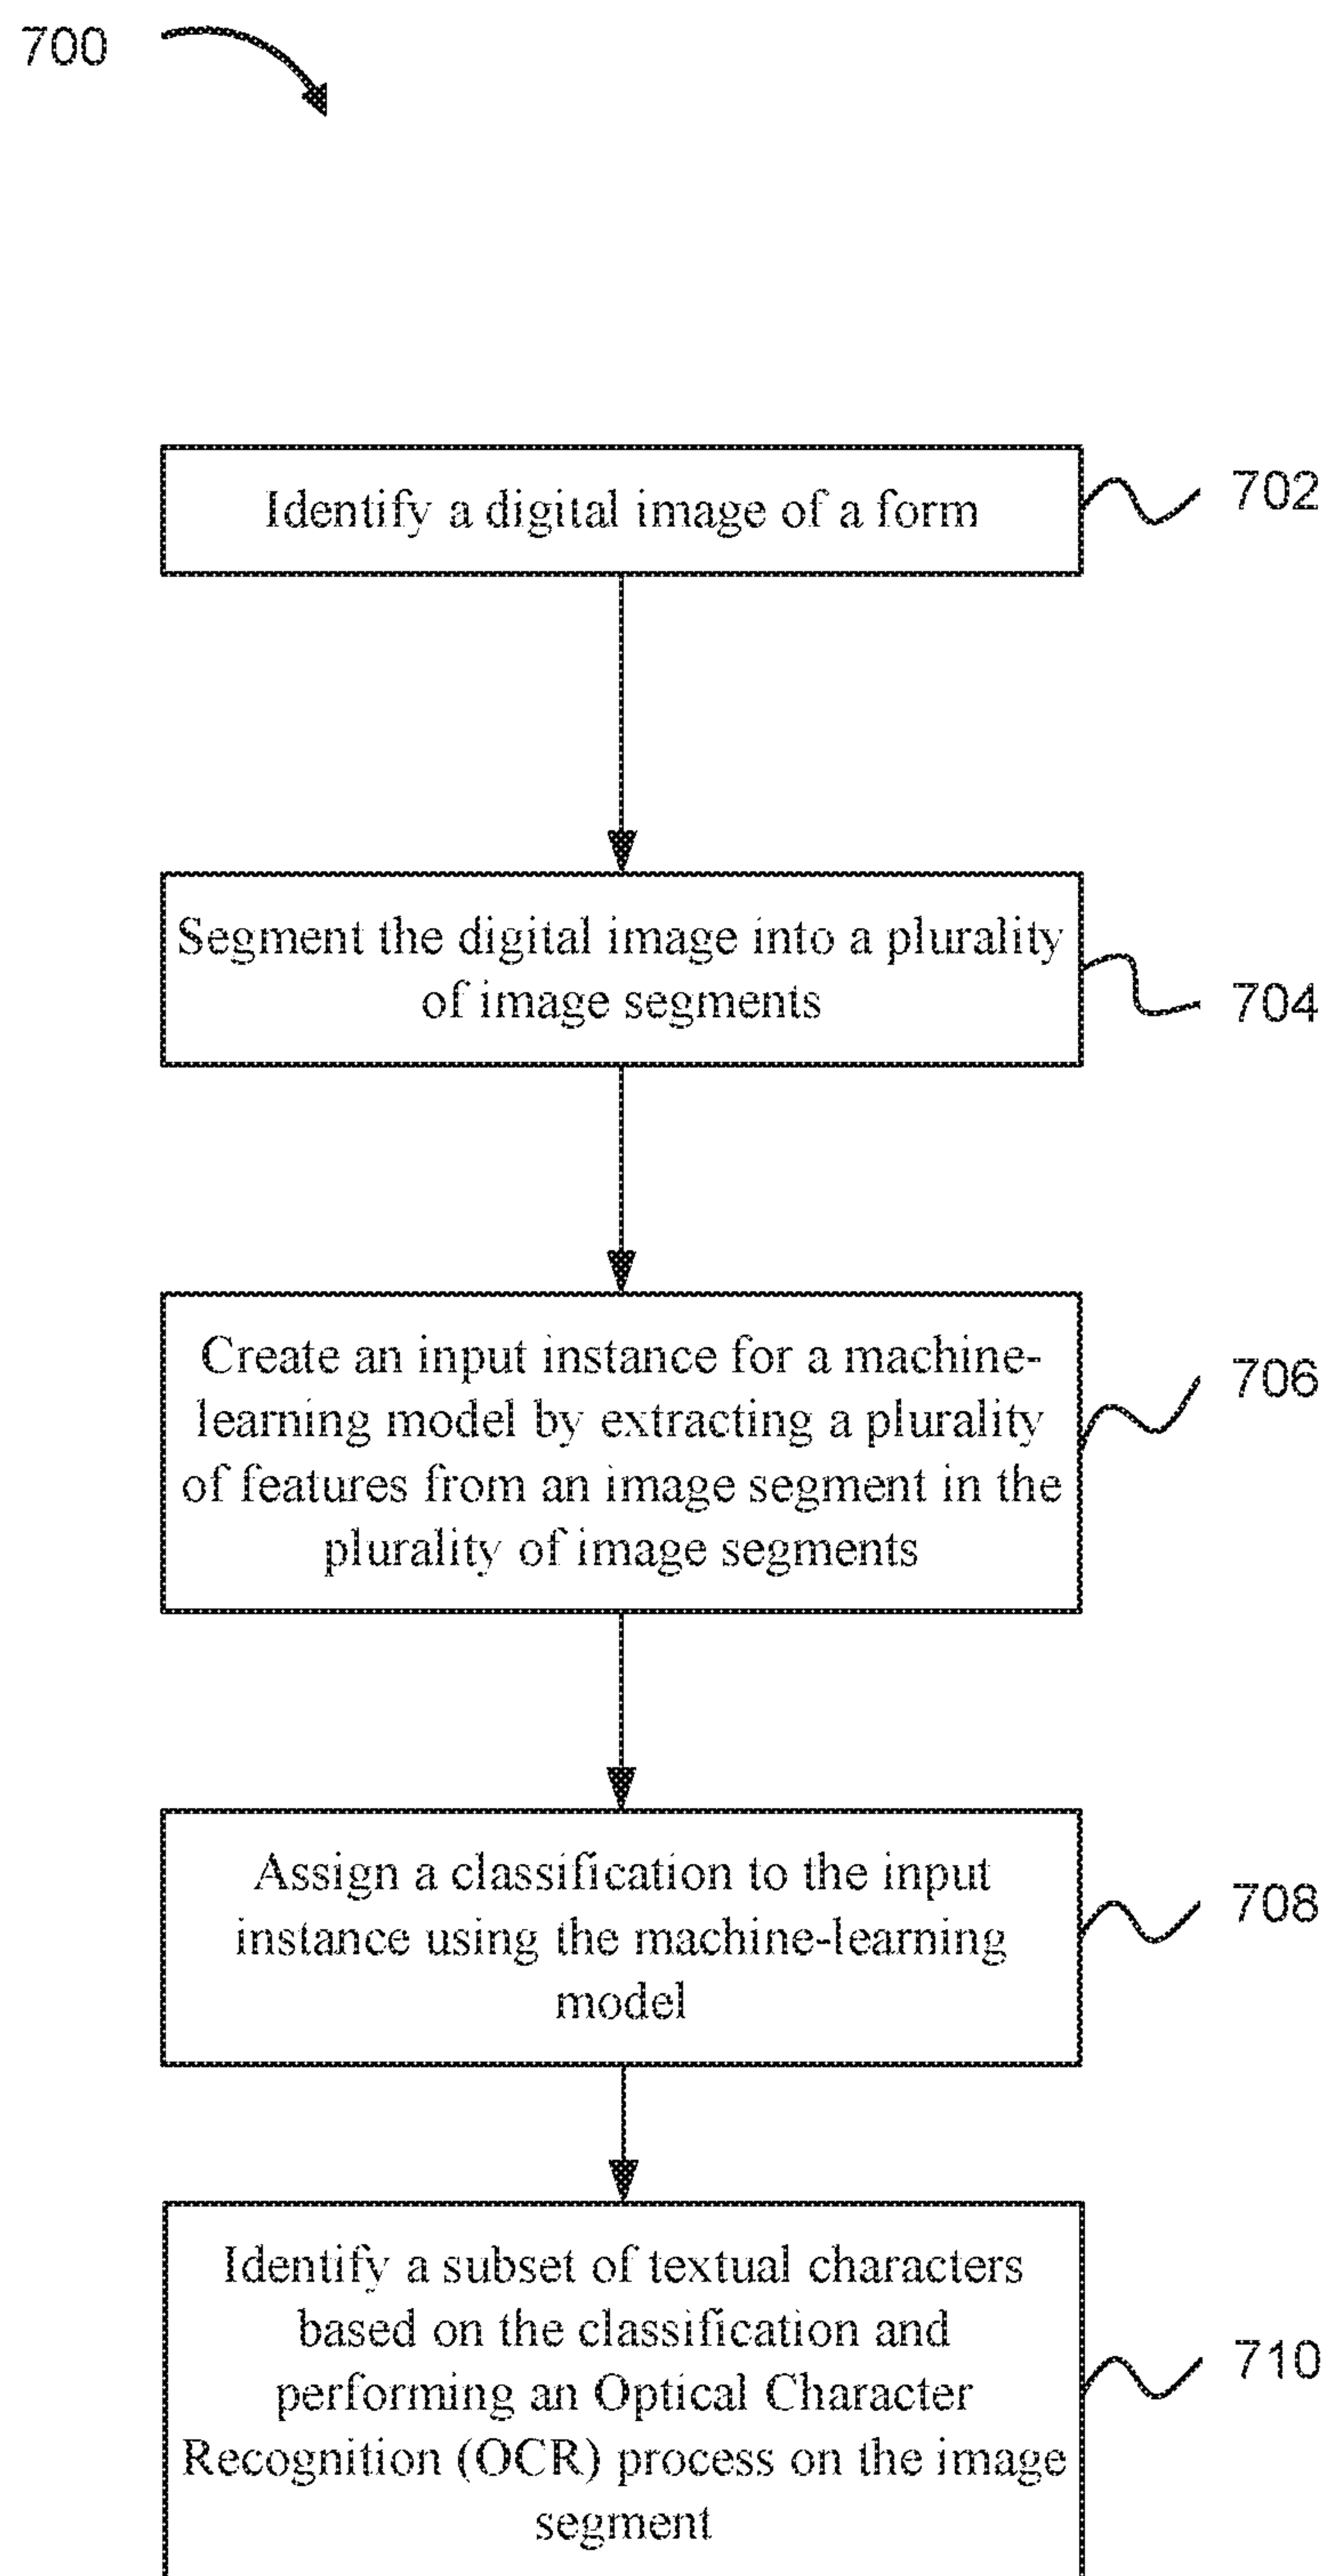 700
Identify a digital image of a form
702
Segment the digital image into a plurality
of image segments
704
Create an input instance for a machine-
learning model by extracting a plurality
of features from an image segment in the
plurality of image segments
706
Assign a classification to the input
instance using the machine-learning
model
708
Identify a subset of textual characters
based on the classification and
performing an Optical Character
Recognition (OCR) process on the image
segment
710